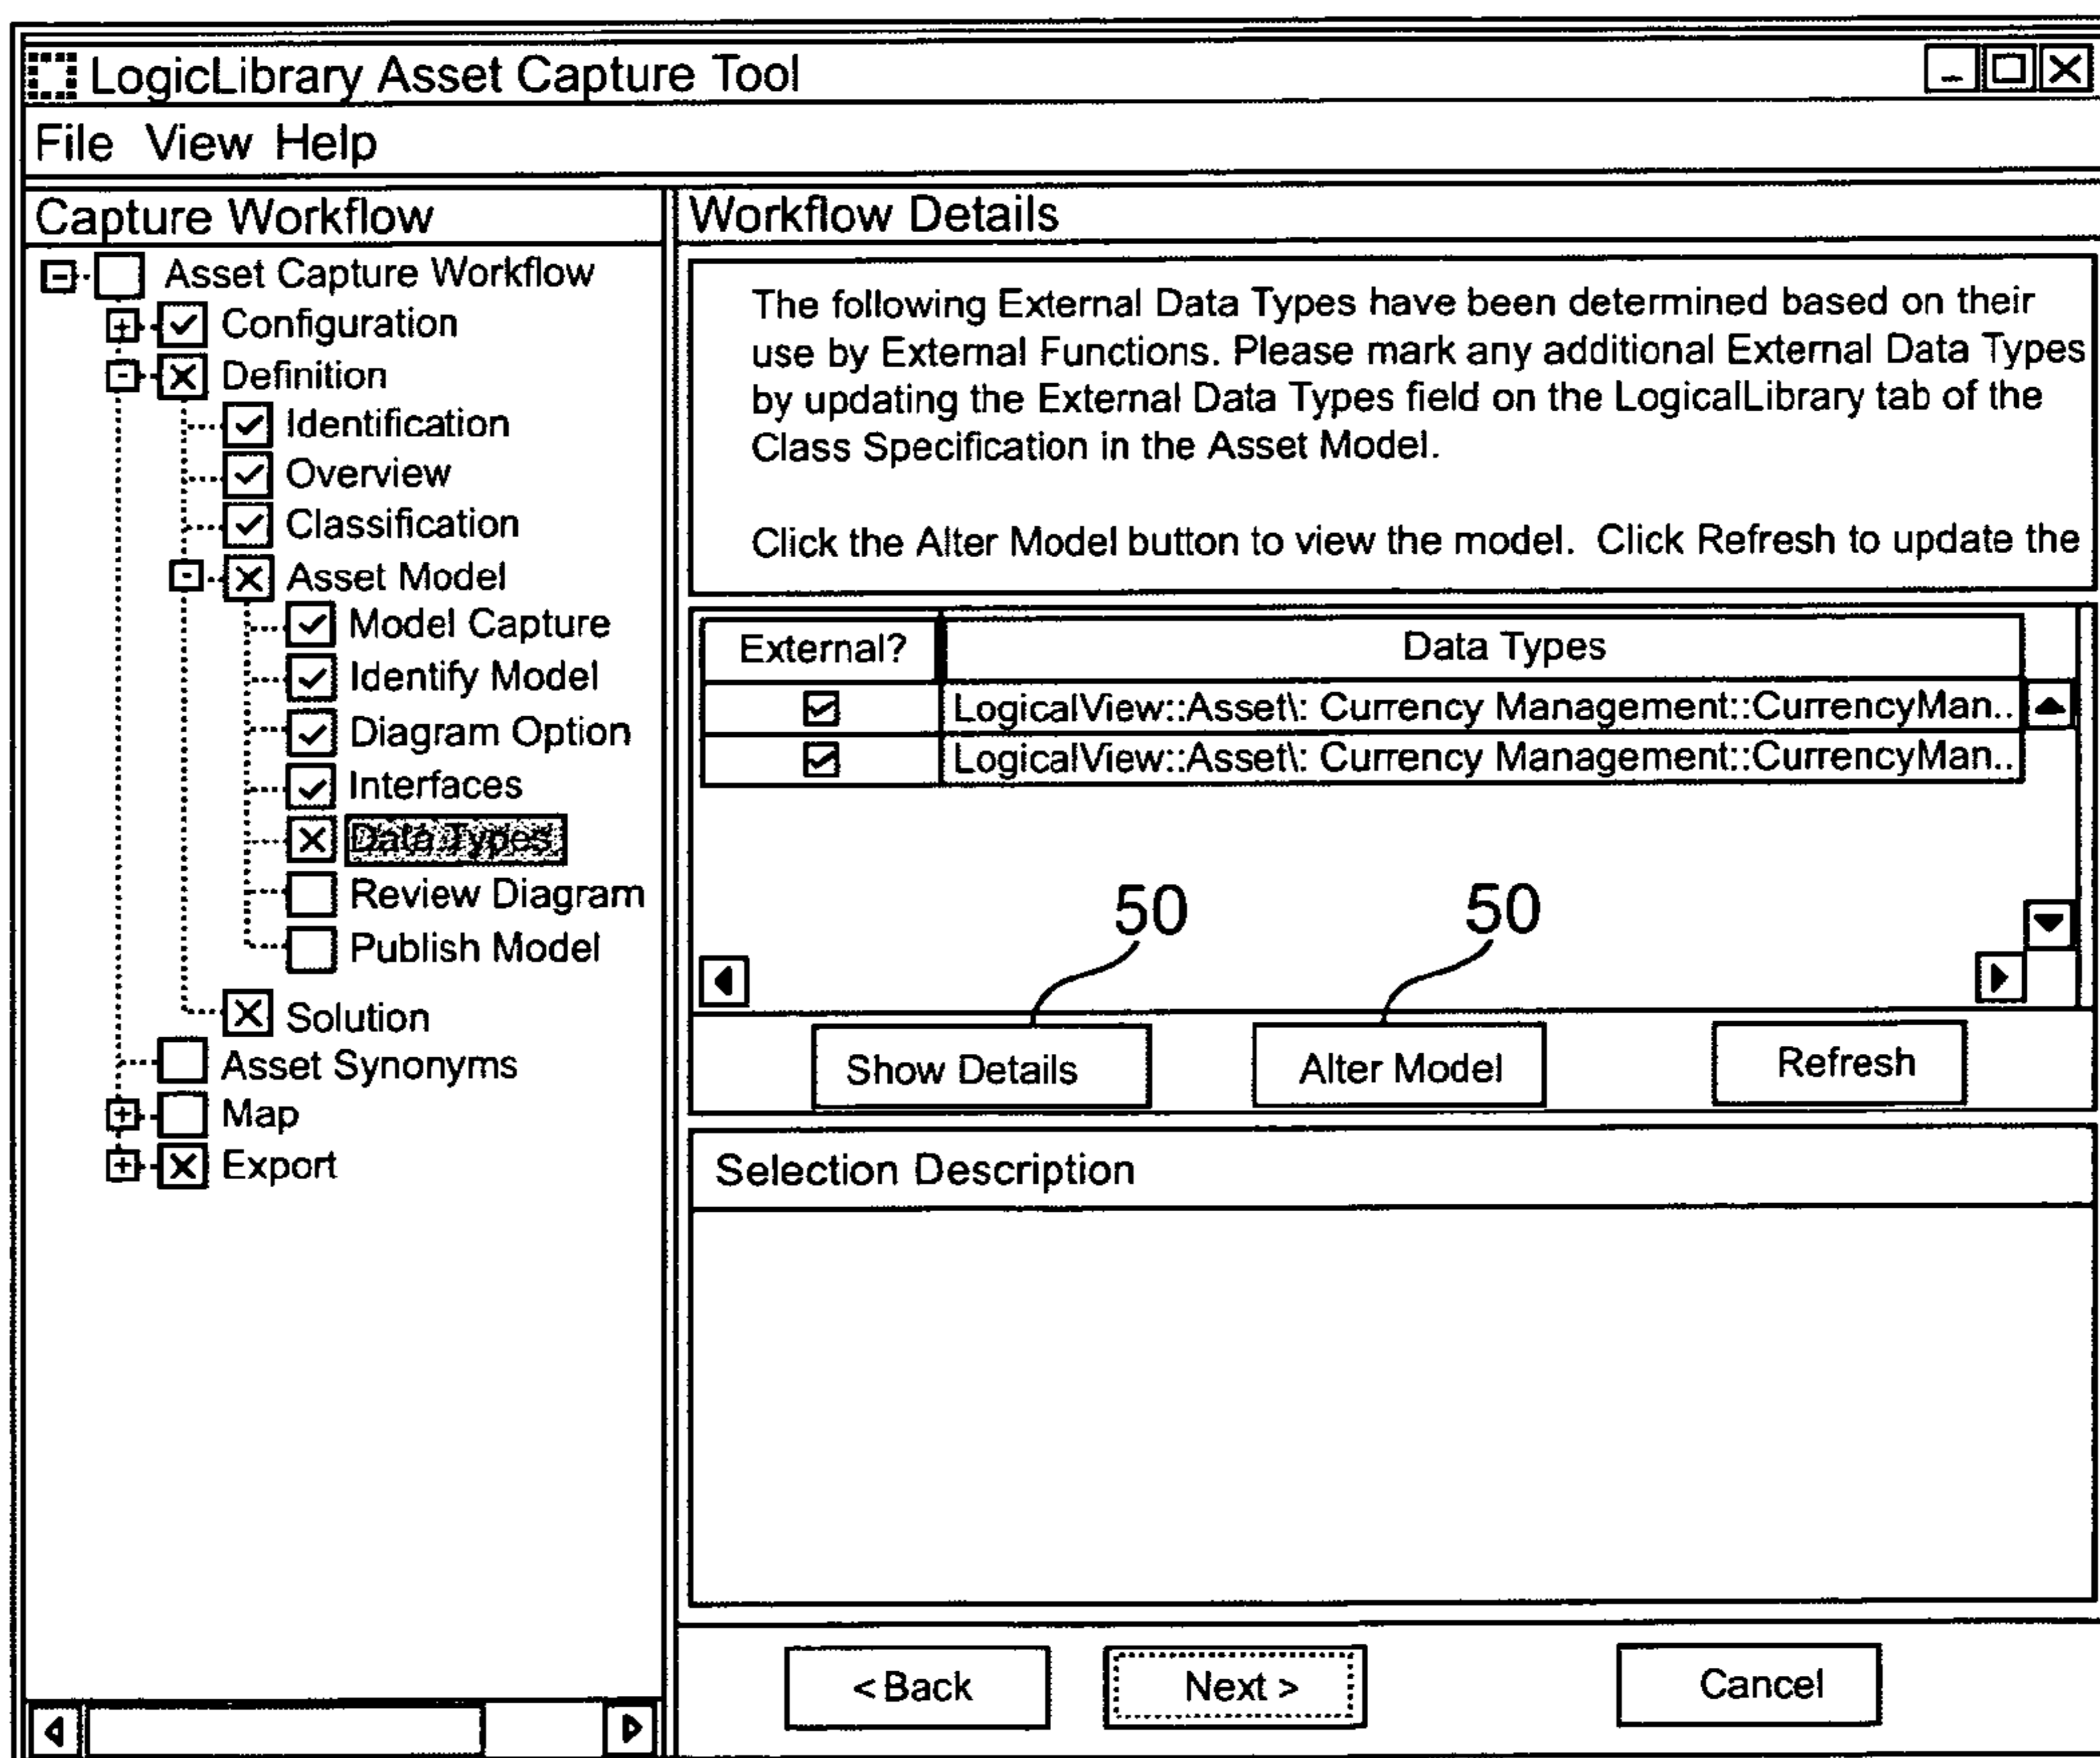 LogicLibrary Asset Capture Tool
File View Help
Capture Workflow
Asset Capture Workflow
Configuration
Definition
Identification
Overview
Classification
Asset Model
Model Capture
Identify Model
Diagram Option
Interfaces
Data Types
Review Diagram
Publish Model
Solution
Asset Synonyms
Map
Export
Workflow Details
The following External Data Types have been determined based on their
use by External Functions. Please mark any additional External Data Types
by updating the External Data Types field on the LogicalLibrary tab of the
Class Specification in the Asset Model.
Click the Alter Model button to view the model. Click Refresh to update the
External? Data Types
LogicalView::Asset\: Currency Management::CurrencyMan..
LogicalView::Asset\: Currency Management::CurrencyMan..
50 50
Show Details Alter Model Refresh
Selection Description
<Back Next > Cancel